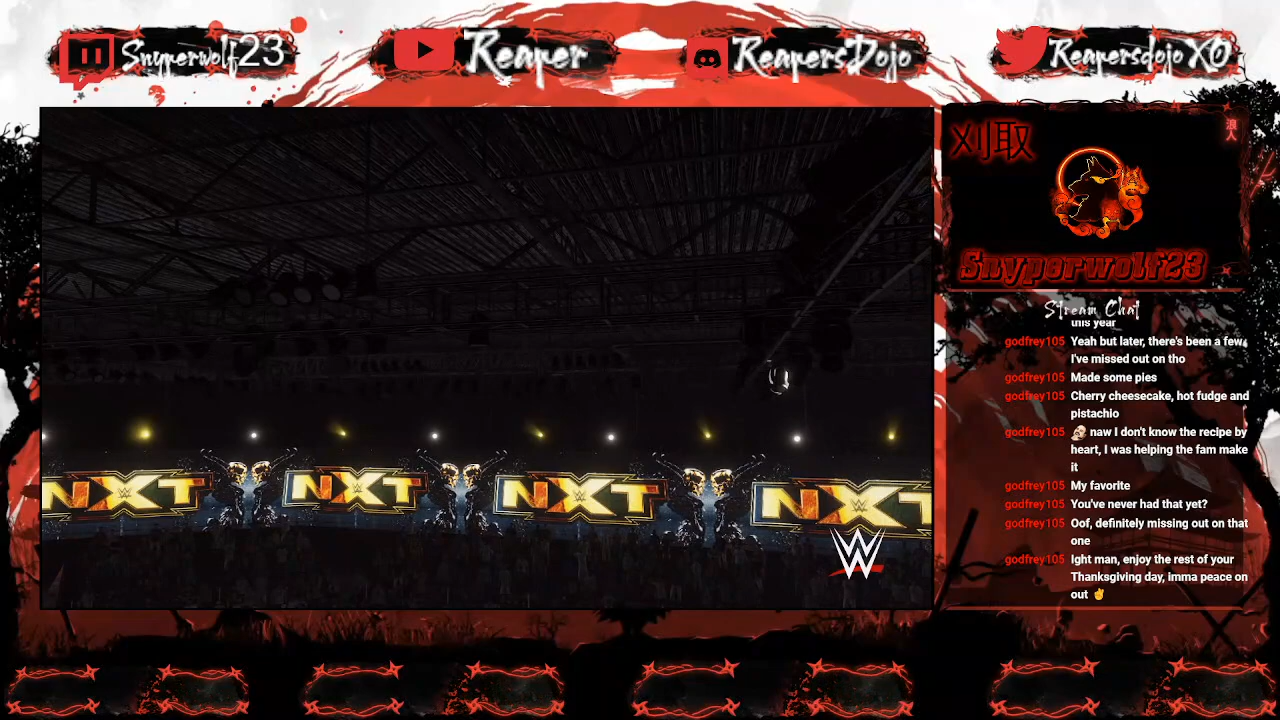 Snyperwolf23
Reaper
ReapersDojo
ReapersdojoXO
刈取
浪人
Snyperwolf23
Stream Chat
this year
godfrey105 Yeah but later, there's been a few, I've missed out on tho
godfrey105 Made some pies
godfrey105 Cherry cheesecake, hot fudge and pistachio
godfrey105 naw I don't know the recipe by heart, I was helping the fam make it
godfrey105 My favorite
godfrey105 You've never had that yet?
godfrey105 Oof, definitely missing out on that one
godfrey105 Ight man, enjoy the rest of your Thanksgiving day, imma peace on out ✌
NXT NXT NXT NXT
W